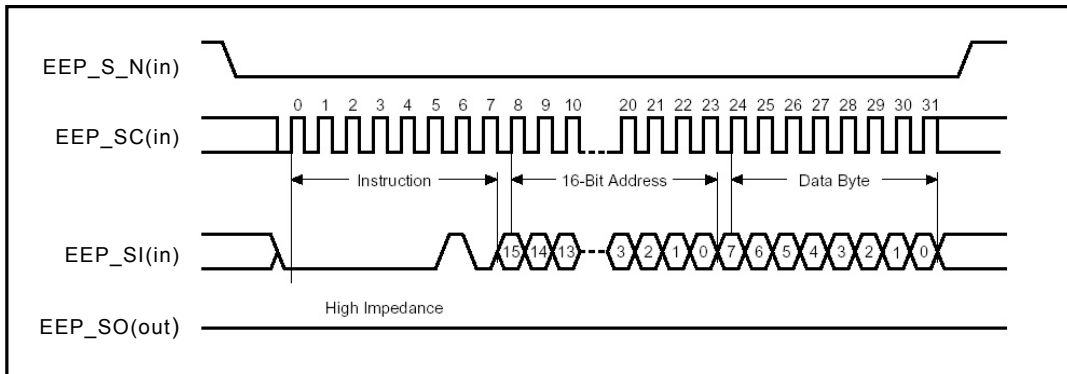 EEP_S_N(in)
0 1 2 3 4 5 6 7 8 9 10 20 21 22 23 24 25 26 27 28 29 30 31
EEP_SC(in)
Instruction 16-Bit Address Data Byte
EEP_SI(in) 15 14 13 3 2 1 0 7 6 5 4 3 2 1 0
High Impedance
EEP_SO(out)